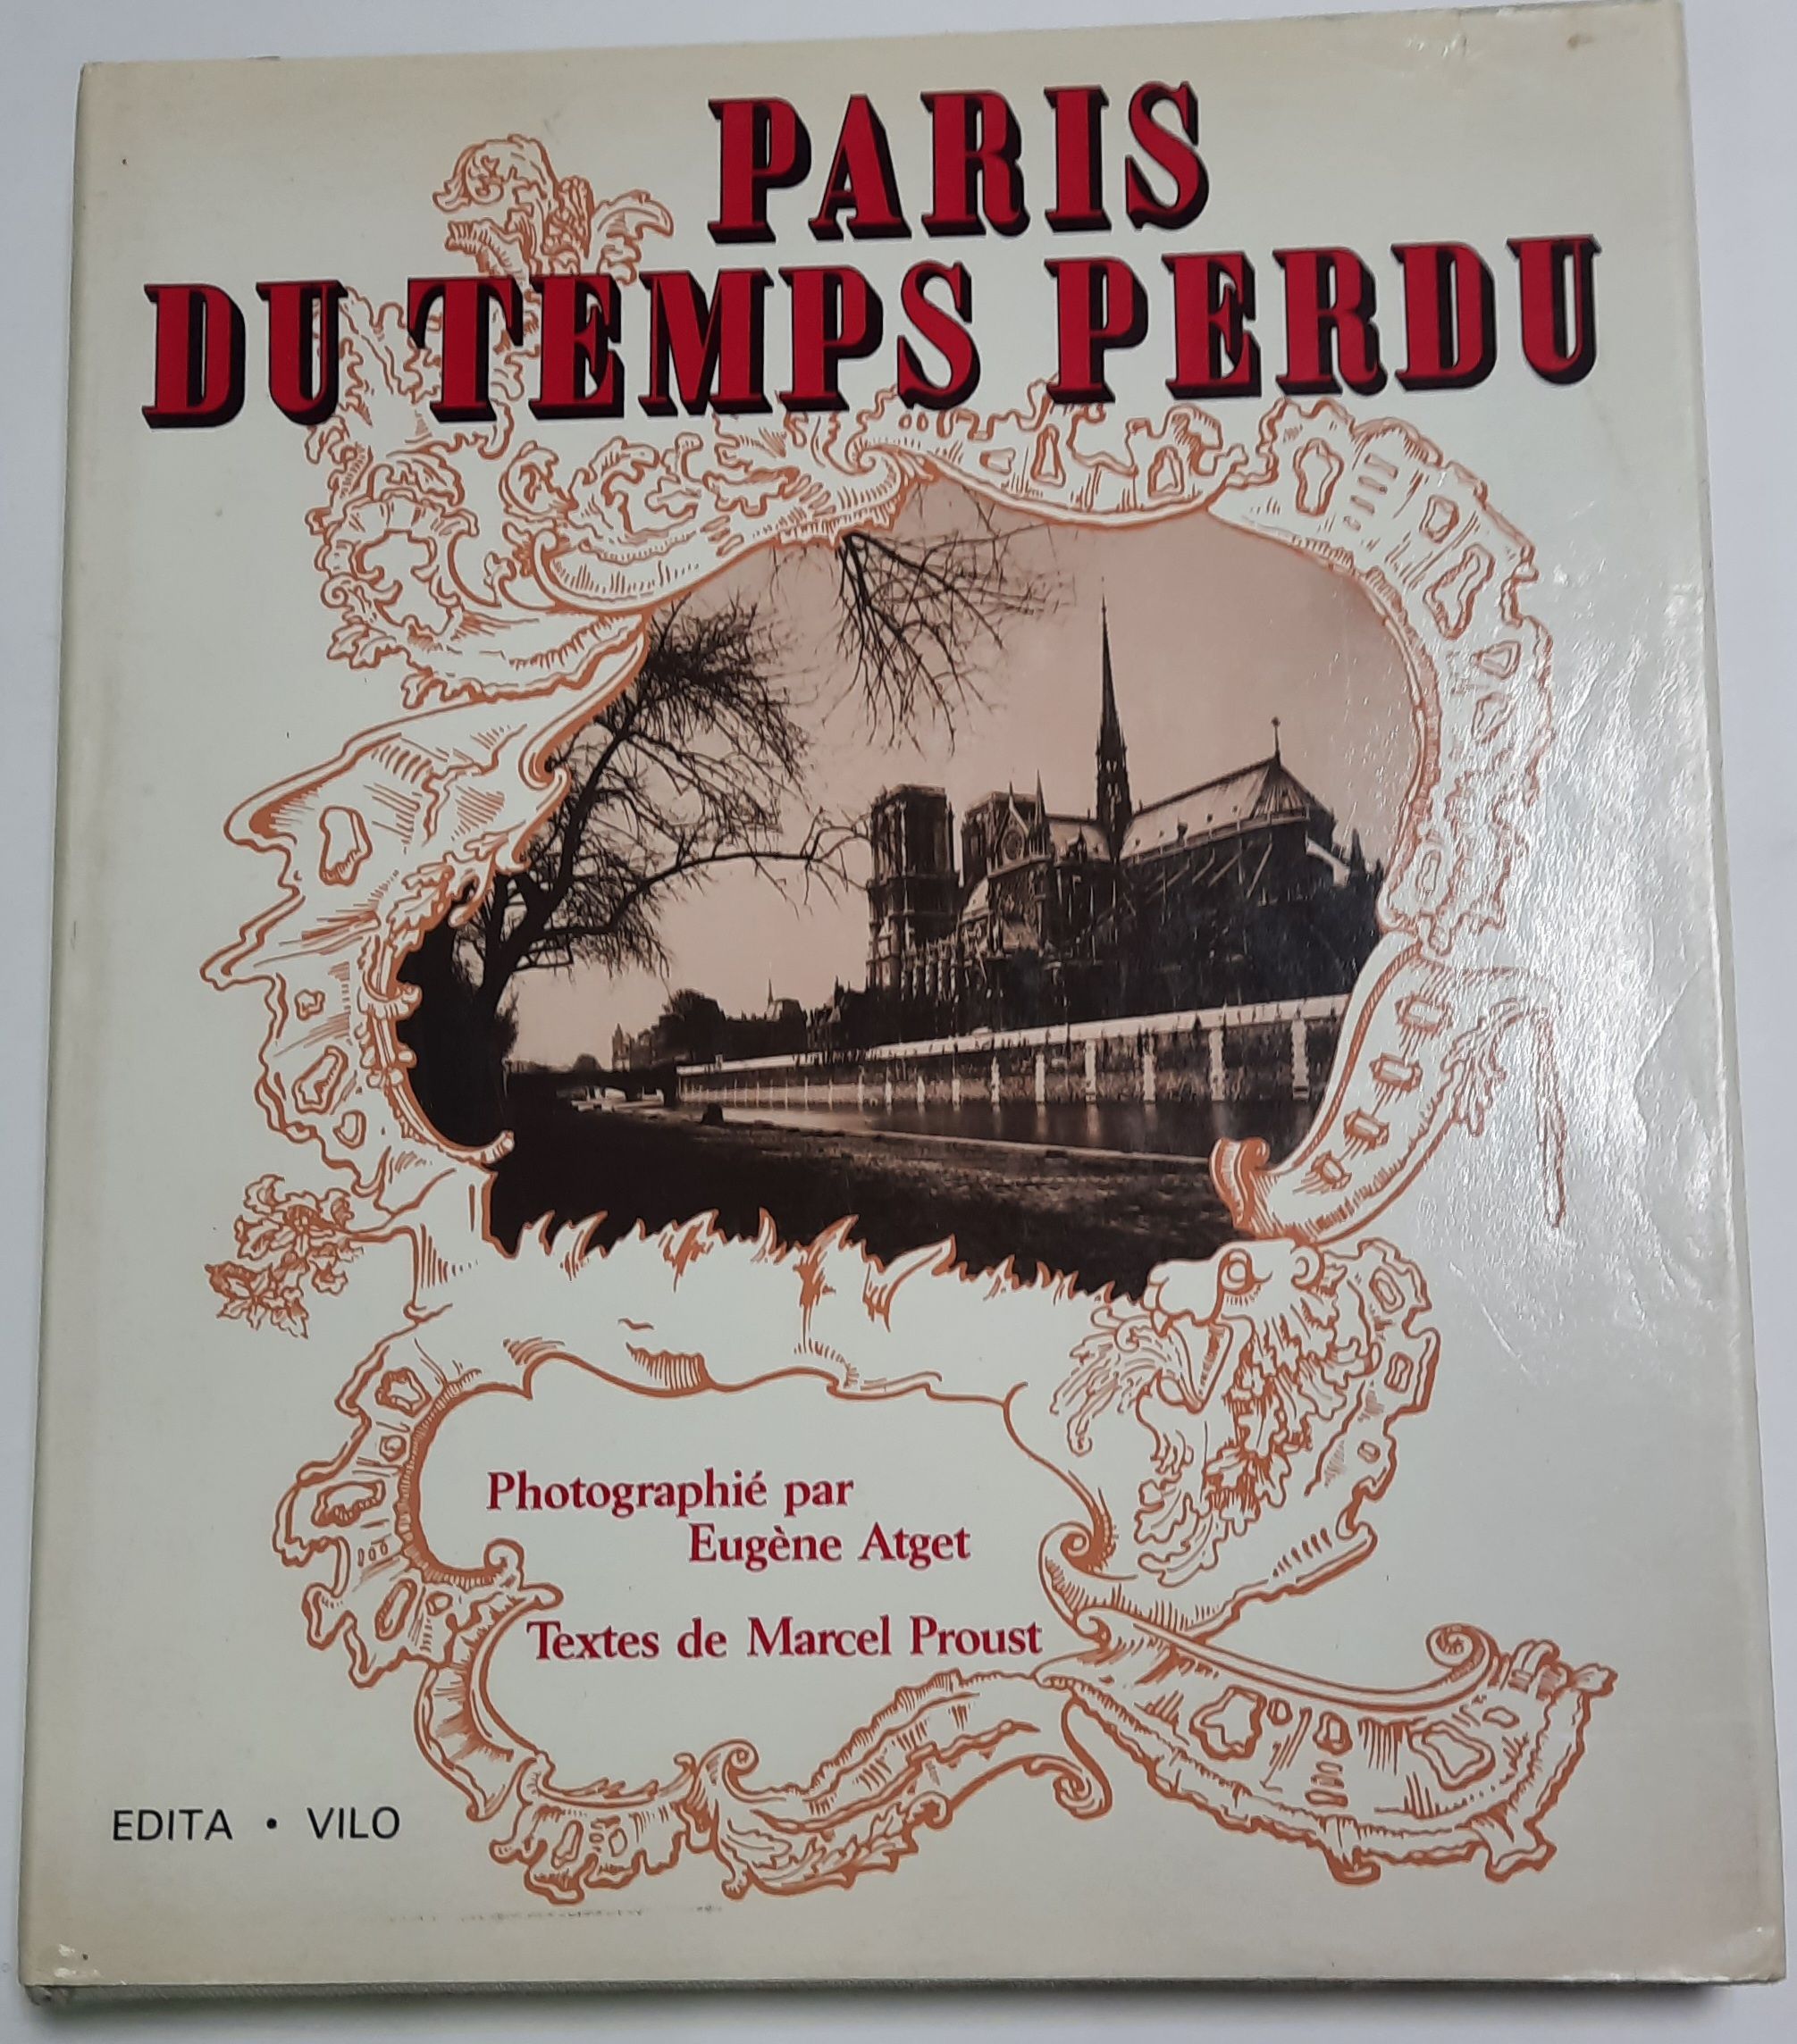 PARIS
DU TEMPS PERDU
Photographié par
Eugène Atget
Textes de Marcel Proust
EDITA • VILO